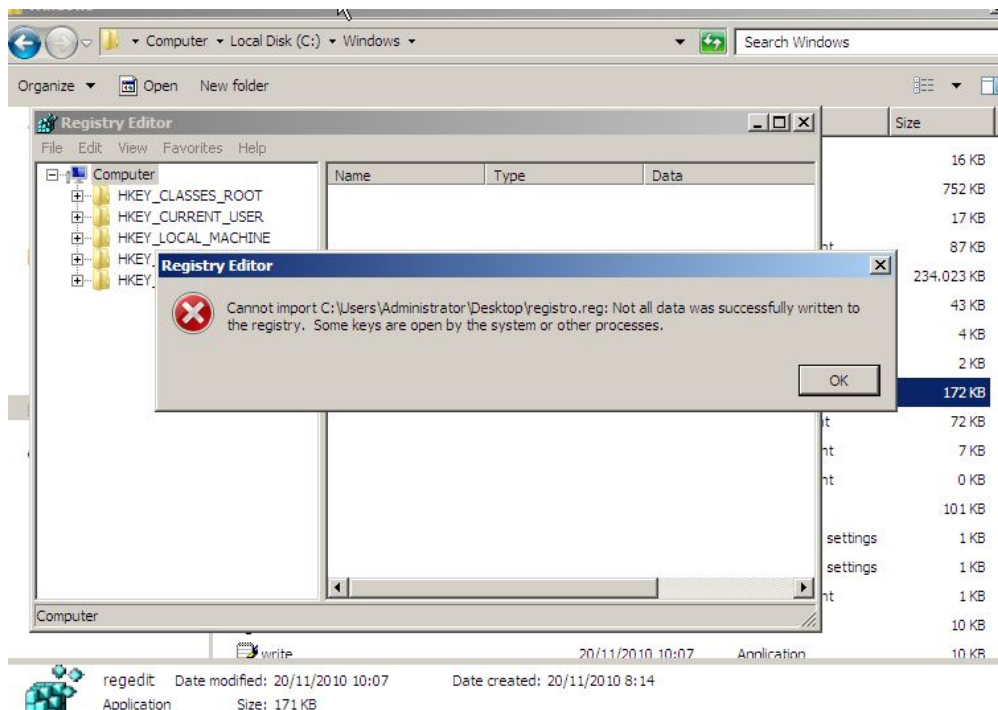 Computer ▾ Local Disk (C:) ▾ Windows ▾
Search Windows
Organize ▾ Open New folder
Size
Registry Editor
File Edit View Favorites Help
Computer
HKEY_CLASSES_ROOT
HKEY_CURRENT_USER
HKEY_LOCAL_MACHINE
HKEY_
HKEY_
Name Type Data
Registry Editor
Cannot import C:\Users\Administrator\Desktop\registro.reg: Not all data was successfully written to
the registry. Some keys are open by the system or other processes.
OK
Computer
16 KB
752 KB
17 KB
nt 87 KB
234.023 KB
43 KB
4 KB
2 KB
172 KB
nt 72 KB
nt 7 KB
nt 0 KB
101 KB
settings 1 KB
settings 1 KB
nt 1 KB
10 KB
write 20/11/2010 10:07 Application 10 KB
regedit Date modified: 20/11/2010 10:07 Date created: 20/11/2010 8:14
Application Size: 171 KB